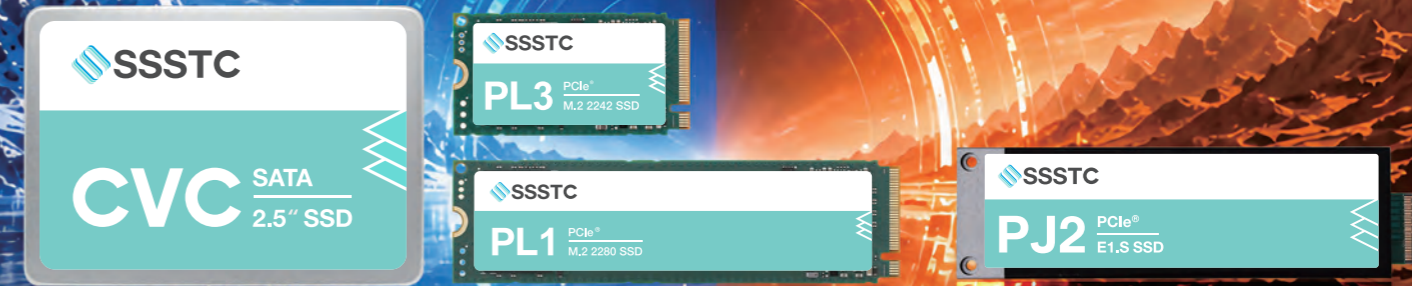 SSSTC
CVC
SATA
2.5″ SSD
SSSTC
PL3
PCIe®
M.2 2242 SSD
SSSTC
PL1
PCIe®
M.2 2280 SSD
SSSTC
PJ2
PCIe®
E1.S SSD